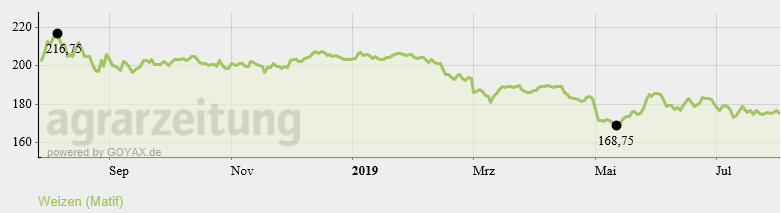 220
216,75
200
180
agrarzeitung
160
168,75
powered by GOYAX.de
Sep Nov 2019 Mrz Mai Jul
Weizen (Matif)